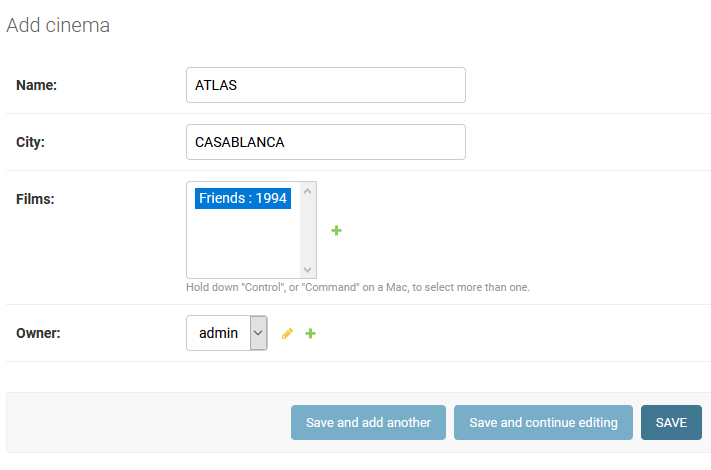 Add cinema
Name: ATLAS
City: CASABLANCA
Films: Friends : 1994
Hold down "Control", or "Command" on a Mac, to select more than one.
Owner: admin
Save and add another Save and continue editing SAVE